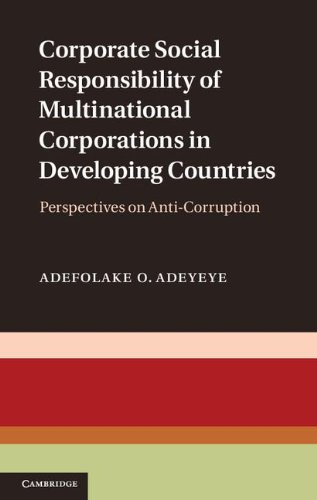 Corporate Social
Responsibility of
Multinational
Corporations in
Developing Countries
Perspectives on Anti-Corruption
ADEFOLAKE O. ADEYEYE
CAMBRIDGE